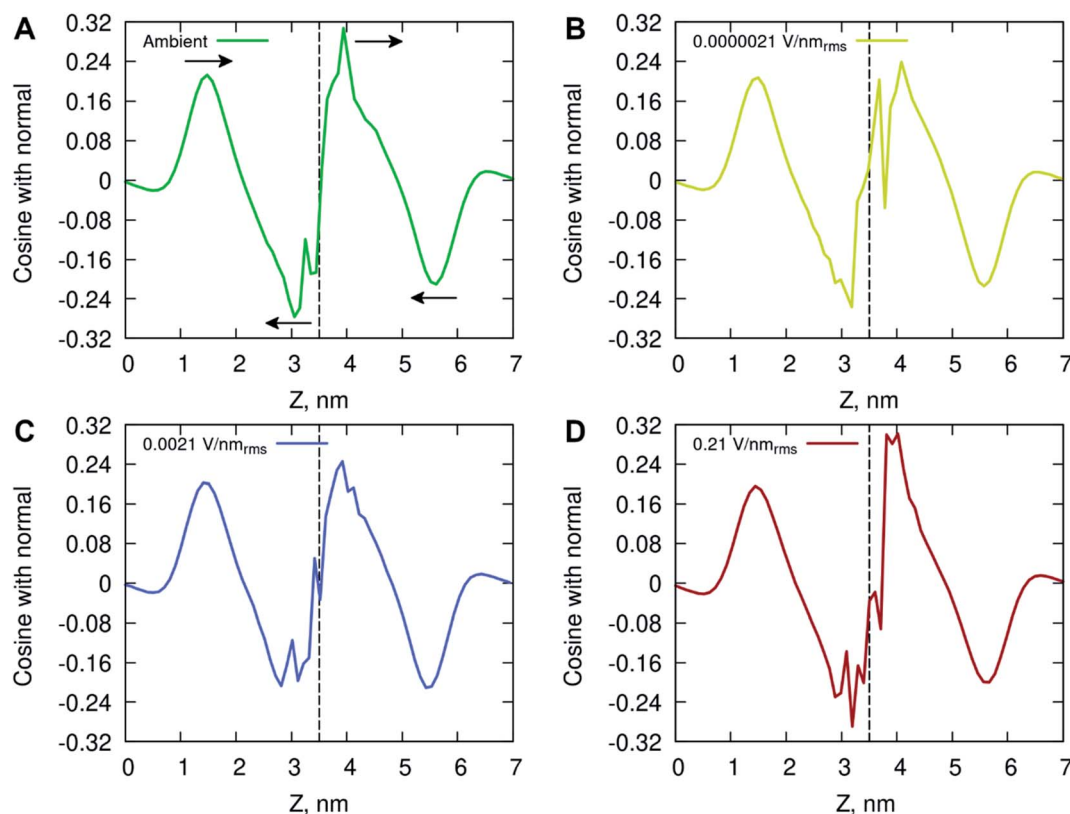 A
Ambient
Cosine with normal
0.32
0.24
0.16
0.08
0
-0.08
-0.16
-0.24
-0.32
0 1 2 3 4 5 6 7
Z, nm
B
0.0000021 V/nmrms
Cosine with normal
0.32
0.24
0.16
0.08
0
-0.08
-0.16
-0.24
-0.32
0 1 2 3 4 5 6 7
Z, nm
C
0.0021 V/nmrms
Cosine with normal
0.32
0.24
0.16
0.08
0
-0.08
-0.16
-0.24
-0.32
0 1 2 3 4 5 6 7
Z, nm
D
0.21 V/nmrms
Cosine with normal
0.32
0.24
0.16
0.08
0
-0.08
-0.16
-0.24
-0.32
0 1 2 3 4 5 6 7
Z, nm